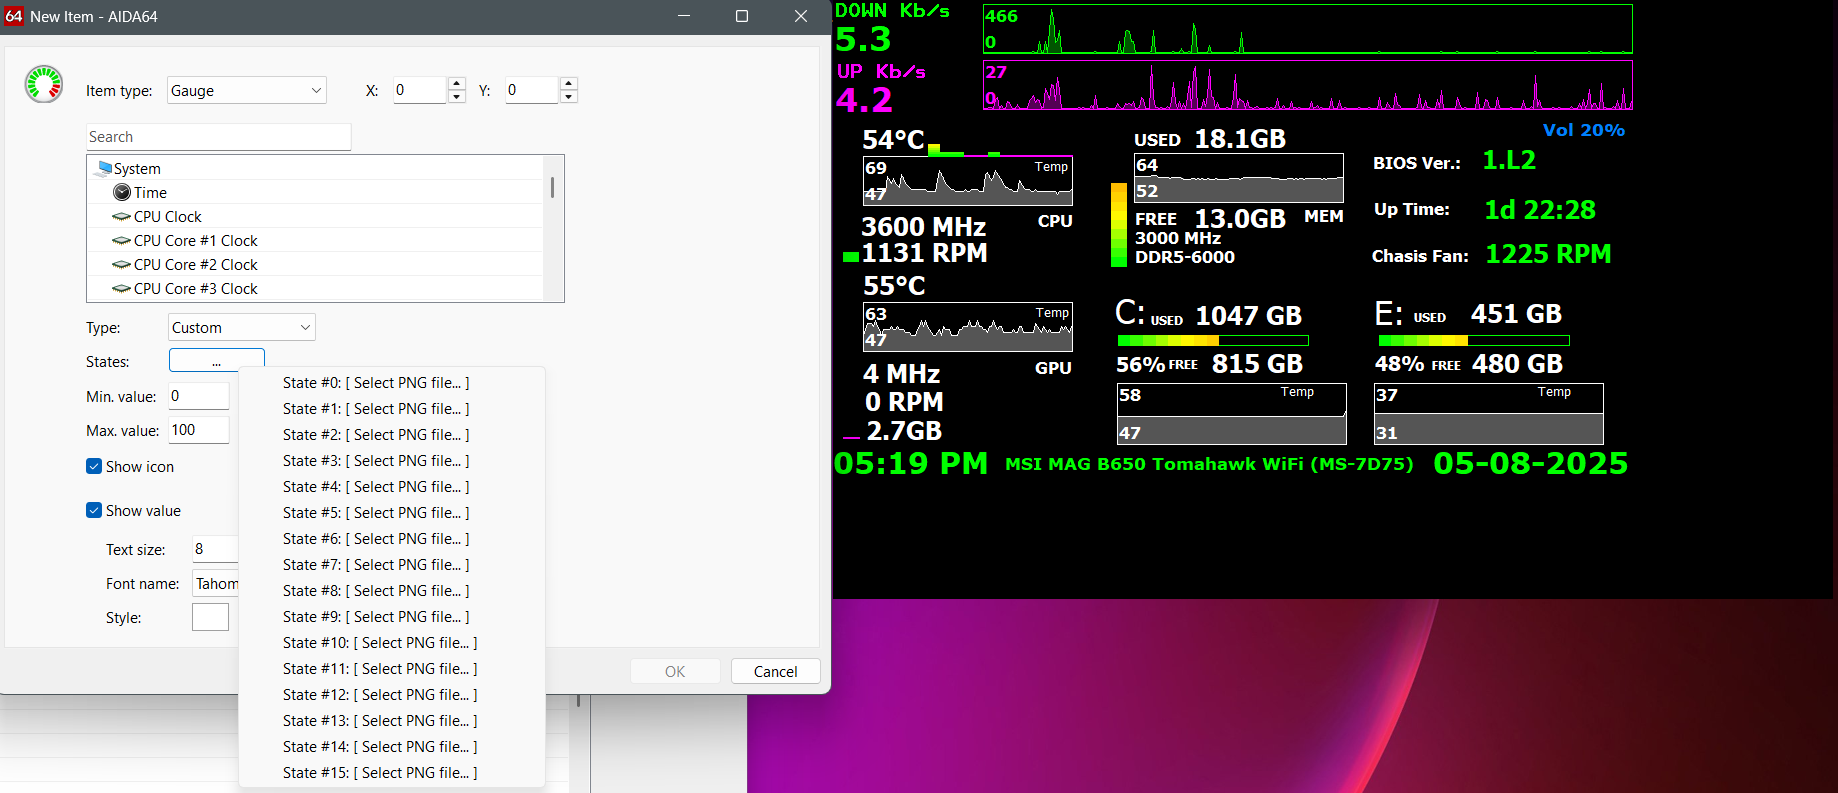 64 New Item - AIDA64
Item type: Gauge X: 0 Y: 0
Search
System
Time
CPU Clock
CPU Core #1 Clock
CPU Core #2 Clock
CPU Core #3 Clock
Type: Custom
States: ...
Min. value: 0
Max. value: 100
Show icon
Show value
Text size: 8
Font name: Tahom
Style:
State #0: [ Select PNG file... ]
State #1: [ Select PNG file... ]
State #2: [ Select PNG file... ]
State #3: [ Select PNG file... ]
State #4: [ Select PNG file... ]
State #5: [ Select PNG file... ]
State #6: [ Select PNG file... ]
State #7: [ Select PNG file... ]
State #8: [ Select PNG file... ]
State #9: [ Select PNG file... ]
State #10: [ Select PNG file... ]
State #11: [ Select PNG file... ]
State #12: [ Select PNG file... ]
State #13: [ Select PNG file... ]
State #14: [ Select PNG file... ]
State #15: [ Select PNG file... ]
OK Cancel
DOWN Kb/s
5.3
466
0
UP Kb/s
4.2
27
0
Vol 20%
54°C
69
47
Temp
CPU
3600 MHz
1131 RPM
55°C
63
47
Temp
GPU
4 MHz
0 RPM
2.7GB
USED 18.1GB
64
52
FREE 13.0GB MEM
3000 MHz
DDR5-6000
BIOS Ver.: 1.L2
Up Time: 1d 22:28
Chasis Fan: 1225 RPM
C: USED 1047 GB
56% FREE 815 GB
58
Temp
47
E: USED 451 GB
48% FREE 480 GB
37
Temp
31
05:19 PM MSI MAG B650 Tomahawk WiFi (MS-7D75) 05-08-2025